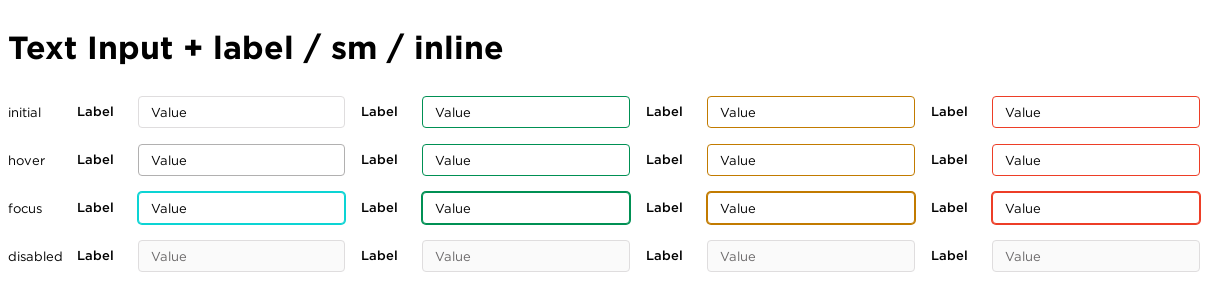 Text Input + label / sm / inline
initial Label Value Label Value Label Value Label Value
hover Label Value Label Value Label Value Label Value
focus Label Value Label Value Label Value Label Value
disabled Label Value Label Value Label Value Label Value